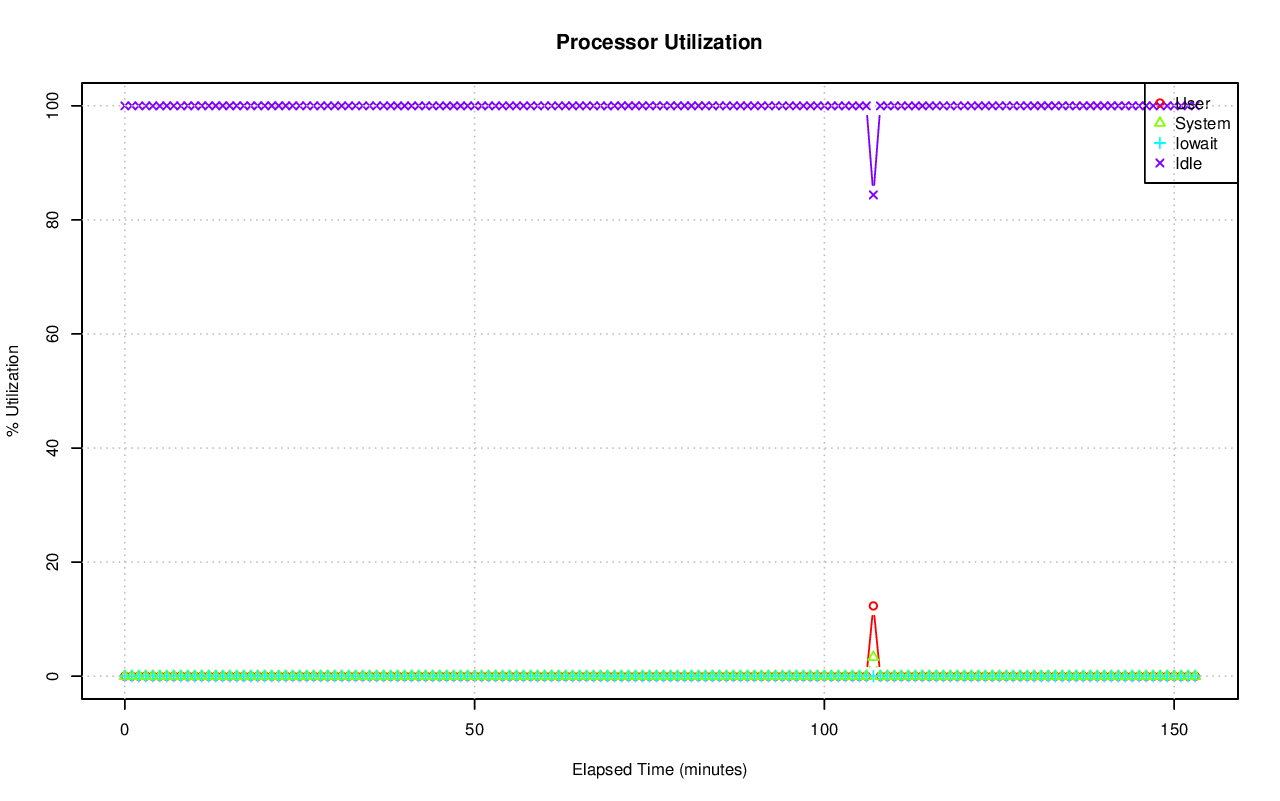 Processor Utilization
100
80
60
40
20
0
% Utilization
User
System
Iowait
Idle
0 50 100 150
Elapsed Time (minutes)